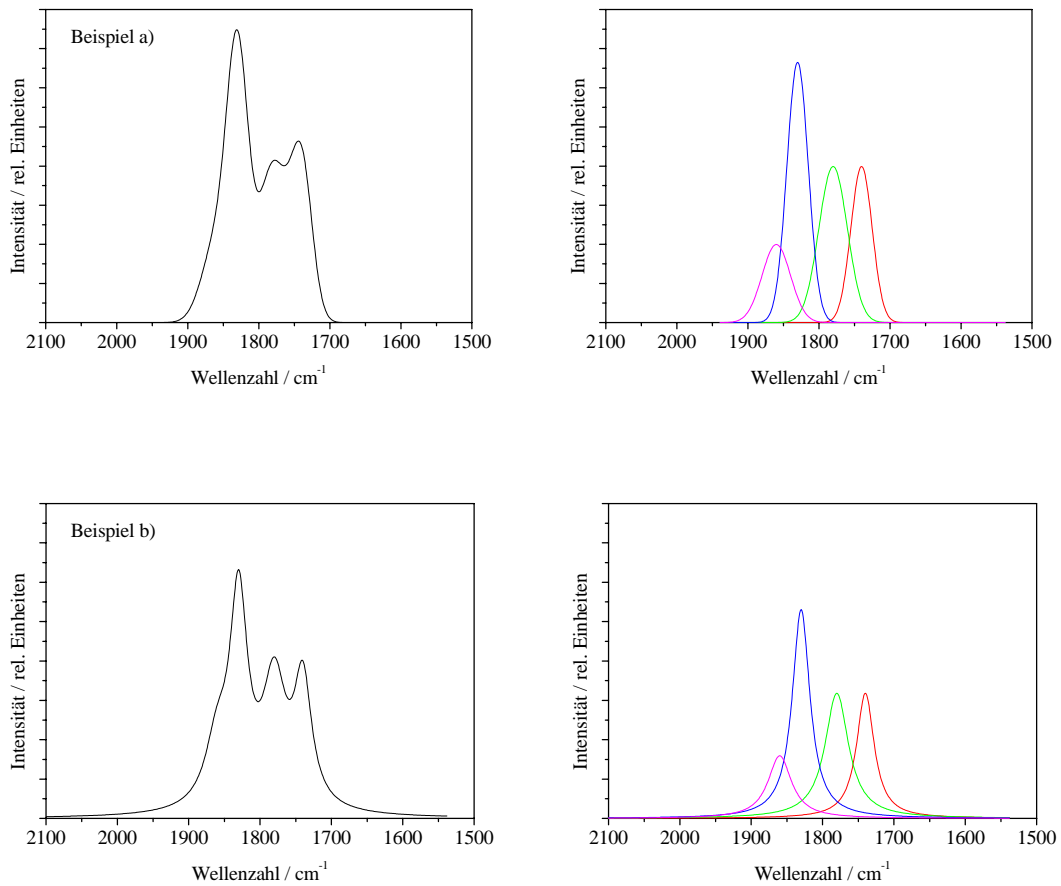 Beispiel a)
Intensität / rel. Einheiten
2100 2000 1900 1800 1700 1600 1500
Wellenzahl / cm-1
Intensität / rel. Einheiten
2100 2000 1900 1800 1700 1600 1500
Wellenzahl / cm-1
Beispiel b)
Intensität / rel. Einheiten
2100 2000 1900 1800 1700 1600 1500
Wellenzahl / cm-1
Intensität / rel. Einheiten
2100 2000 1900 1800 1700 1600 1500
Wellenzahl / cm-1